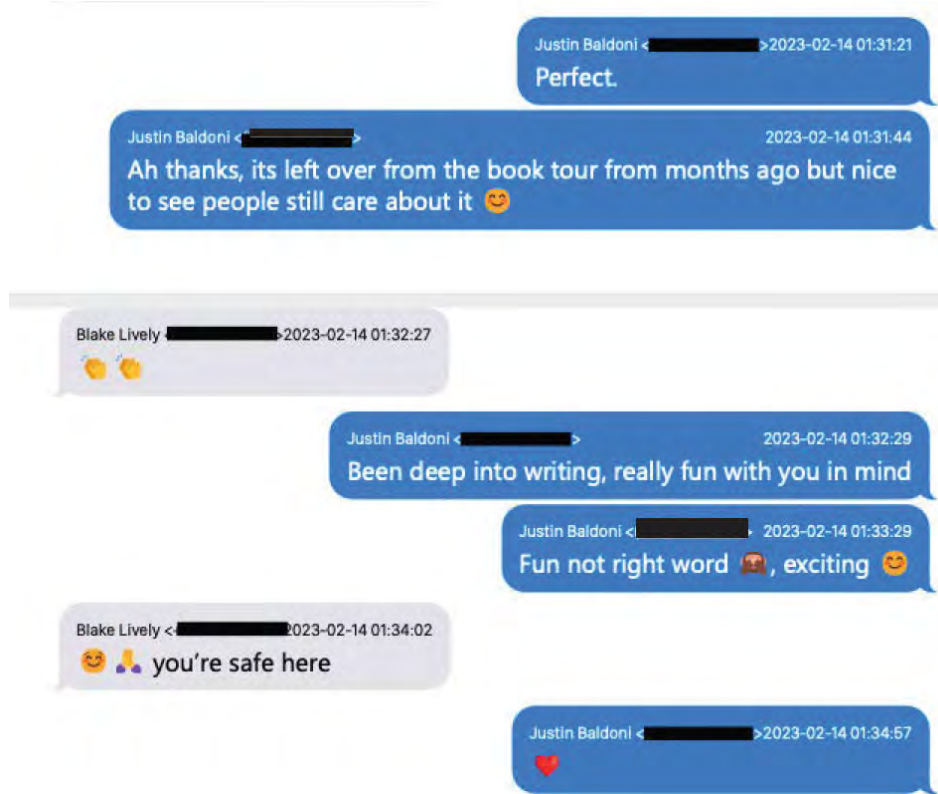 Justin Baldoni < >2023-02-14 01:31:21
Perfect.
Justin Baldoni < > 2023-02-14 01:31:44
Ah thanks, its left over from the book tour from months ago but nice
to see people still care about it 😊
Blake Lively < >2023-02-14 01:32:27
👏 👏
Justin Baldoni < > 2023-02-14 01:32:29
Been deep into writing, really fun with you in mind
Justin Baldoni < > 2023-02-14 01:33:29
Fun not right word 🙈, exciting 😊
Blake Lively < 2023-02-14 01:34:02
😊 🙏 you're safe here
Justin Baldoni < >2023-02-14 01:34:57
❤️